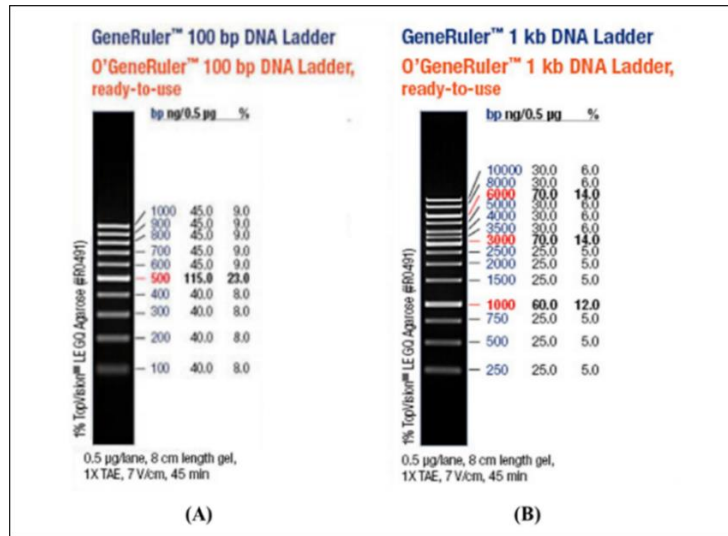 GeneRuler™ 100 bp DNA Ladder
O'GeneRuler™ 100 bp DNA Ladder,
ready-to-use
bp ng/0.5 µg %
1000 45.0 9.0
900 45.0 9.0
800 45.0 9.0
700 45.0 9.0
600 45.0 9.0
500 115.0 23.0
400 40.0 8.0
300 40.0 8.0
200 40.0 8.0
100 40.0 8.0
1% TopVision™ LE GQ Agarose (#R0491)
0.5 µg/lane, 8 cm length gel,
1X TAE, 7 V/cm, 45 min
(A)
GeneRuler™ 1 kb DNA Ladder
O'GeneRuler™ 1 kb DNA Ladder,
ready-to-use
bp ng/0.5 µg %
10000 30.0 6.0
8000 30.0 6.0
6000 70.0 14.0
5000 30.0 6.0
4000 30.0 6.0
3500 30.0 6.0
3000 70.0 14.0
2500 25.0 5.0
2000 25.0 5.0
1500 25.0 5.0
1000 60.0 12.0
750 25.0 5.0
500 25.0 5.0
250 25.0 5.0
1% TopVision™ LE GQ Agarose (#R0491)
0.5 µg/lane, 8 cm length gel,
1X TAE, 7 V/cm, 45 min
(B)